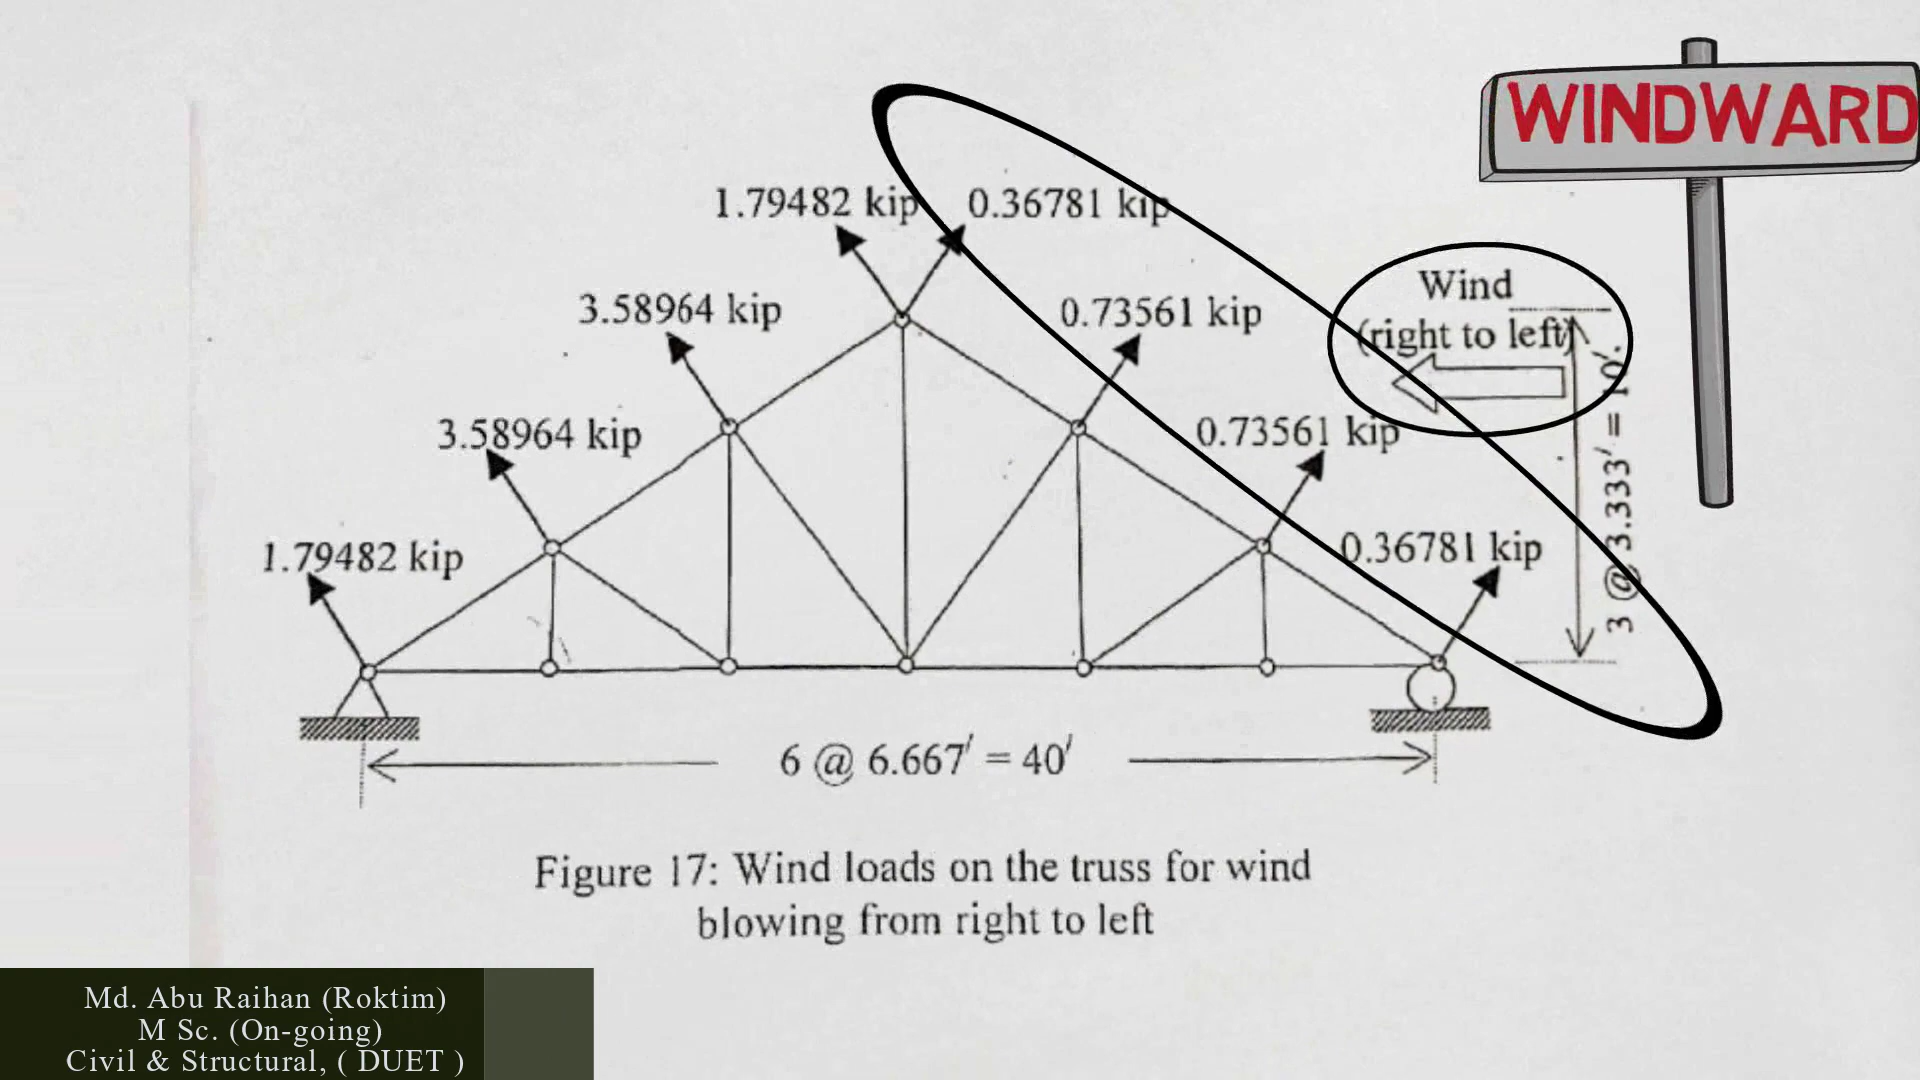 WINDWARD
1.79482 kip
0.36781 kip
3.58964 kip
0.73561 kip
Wind
(right to left)
3.58964 kip
0.73561 kip
1.79482 kip
0.36781 kip
3 @ 3.333' = 10'.
6 @ 6.667' = 40'
Figure 17: Wind loads on the truss for wind
blowing from right to left
Md. Abu Raihan (Roktim)
M Sc. (On-going)
Civil & Structural, ( DUET )